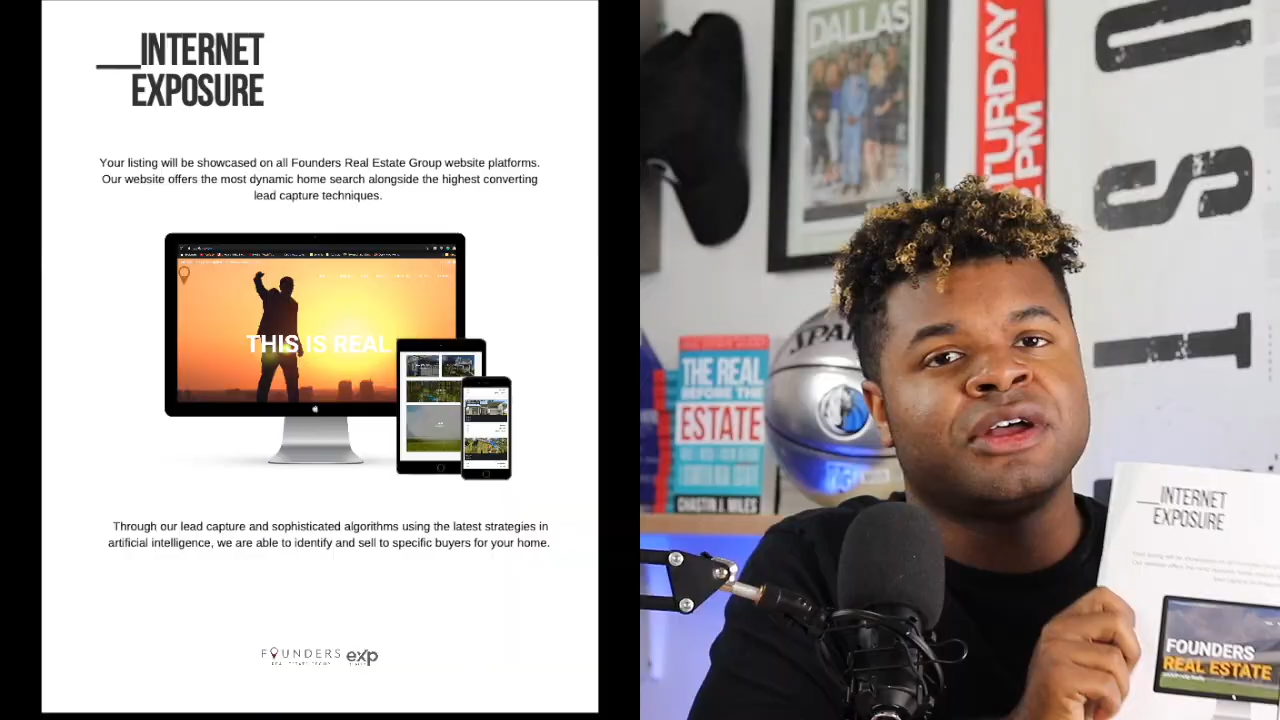 ___INTERNET
EXPOSURE
Your listing will be showcased on all Founders Real Estate Group website platforms.
Our website offers the most dynamic home search alongside the highest converting
lead capture techniques.
THIS IS REAL
Through our lead capture and sophisticated algorithms using the latest strategies in
artificial intelligence, we are able to identify and sell to specific buyers for your home.
FOUNDERS
exp
DALLAS
THE REAL
BEFORE THE
ESTATE
CHASTIN J. MILES
___INTERNET
EXPOSURE
FOUNDERS
REAL ESTATE